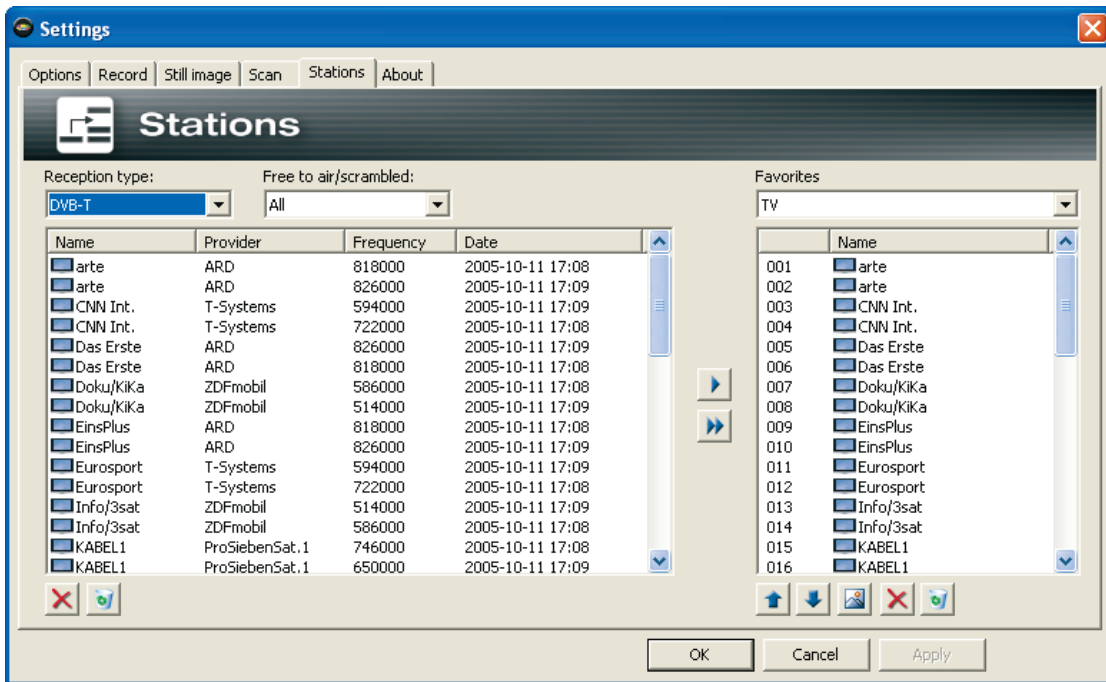 Settings
Options Record Still image Scan Stations About
Stations
Reception type: Free to air/scrambled: Favorites
DVB-T All TV
Name Provider Frequency Date Name
arte ARD 818000 2005-10-11 17:08 001 arte
arte ARD 826000 2005-10-11 17:09 002 arte
CNN Int. T-Systems 594000 2005-10-11 17:09 003 CNN Int.
CNN Int. T-Systems 722000 2005-10-11 17:08 004 CNN Int.
Das Erste ARD 826000 2005-10-11 17:09 005 Das Erste
Das Erste ARD 818000 2005-10-11 17:08 006 Das Erste
Doku/KiKa ZDFmobil 586000 2005-10-11 17:08 007 Doku/KiKa
Doku/KiKa ZDFmobil 514000 2005-10-11 17:09 008 Doku/KiKa
EinsPlus ARD 818000 2005-10-11 17:08 009 EinsPlus
EinsPlus ARD 826000 2005-10-11 17:09 010 EinsPlus
Eurosport T-Systems 594000 2005-10-11 17:09 011 Eurosport
Eurosport T-Systems 722000 2005-10-11 17:08 012 Eurosport
Info/3sat ZDFmobil 514000 2005-10-11 17:09 013 Info/3sat
Info/3sat ZDFmobil 586000 2005-10-11 17:08 014 Info/3sat
KABEL1 ProSiebenSat.1 746000 2005-10-11 17:08 015 KABEL1
KABEL1 ProSiebenSat.1 650000 2005-10-11 17:09 016 KABEL1
OK Cancel Apply